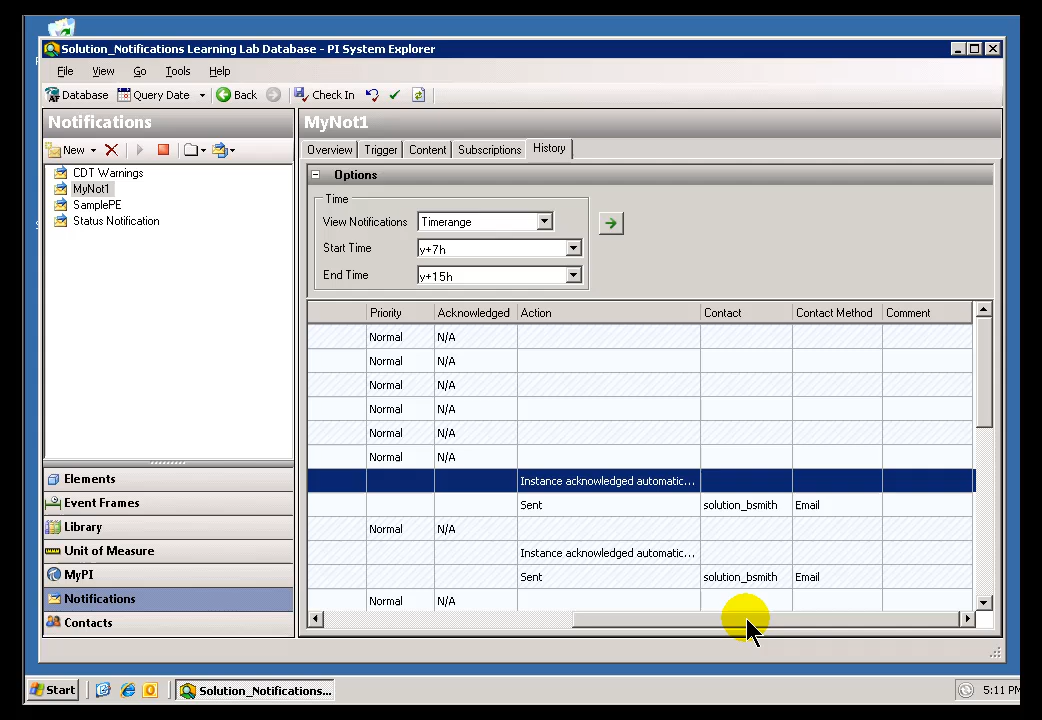 Solution_Notifications Learning Lab Database - PI System Explorer
File View Go Tools Help
Database Query Date Back Check In
Notifications
New
CDT Warnings
MyNot1
SamplePE
Status Notification
Elements
Event Frames
Library
Unit of Measure
MyPI
Notifications
Contacts
MyNot1
Overview Trigger Content Subscriptions History
Options
Time
View Notifications Timerange
Start Time y+7h
End Time y+15h
Priority Acknowledged Action Contact Contact Method Comment
Normal N/A
Normal N/A
Normal N/A
Normal N/A
Normal N/A
Normal N/A
Instance acknowledged automatic...
Sent solution_bsmith Email
Normal N/A
Instance acknowledged automatic...
Sent solution_bsmith Email
Normal N/A
Start Solution_Notifications... 5:11 PM